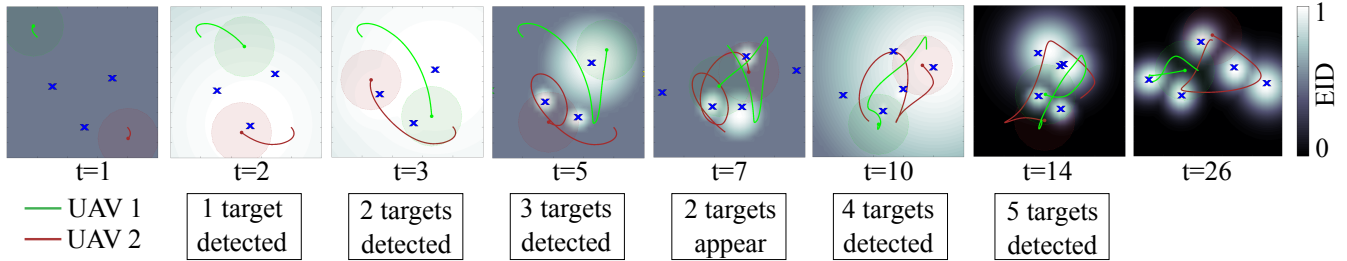 1
EID
0
t=1
t=2
t=3
t=5
t=7
t=10
t=14
t=26
UAV 1
UAV 2
1 target
detected
2 targets
detected
3 targets
detected
2 targets
appear
4 targets
detected
5 targets
detected